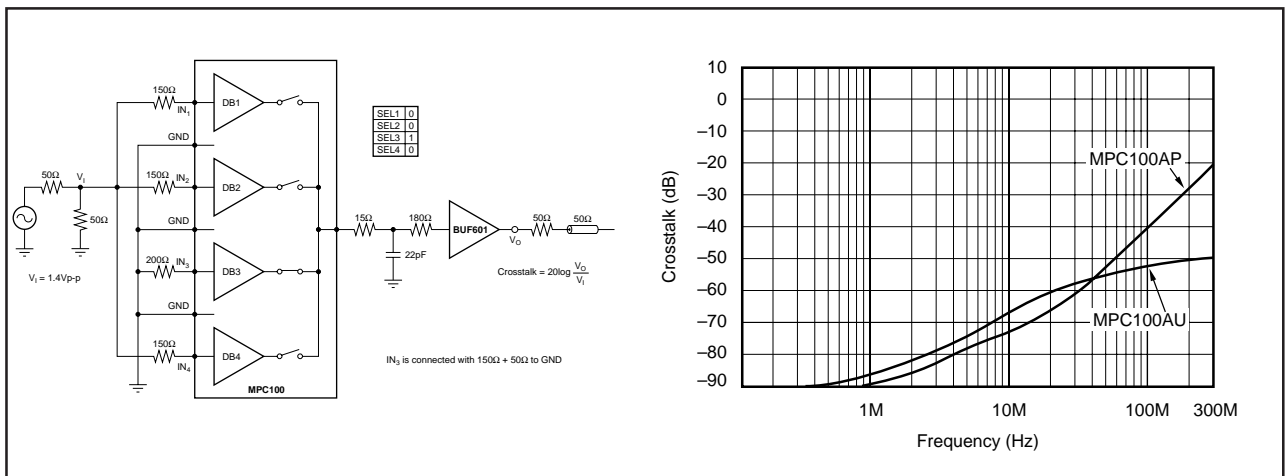 150Ω
IN1
DB1
GND
SEL1 0
SEL2 0
SEL3 1
SEL4 0
50Ω
VI
150Ω
IN2
DB2
50Ω
GND
15Ω
180Ω
BUF601
50Ω
50Ω
VO
22pF
VI = 1.4Vp-p
200Ω
IN3
DB3
Crosstalk = 20log VO
VI
GND
150Ω
IN4
DB4
IN3 is connected with 150Ω + 50Ω to GND
MPC100
10
0
–10
–20
–30
–40
–50
–60
–70
–80
–90
Crosstalk (dB)
MPC100AP
MPC100AU
1M
10M
100M
300M
Frequency (Hz)